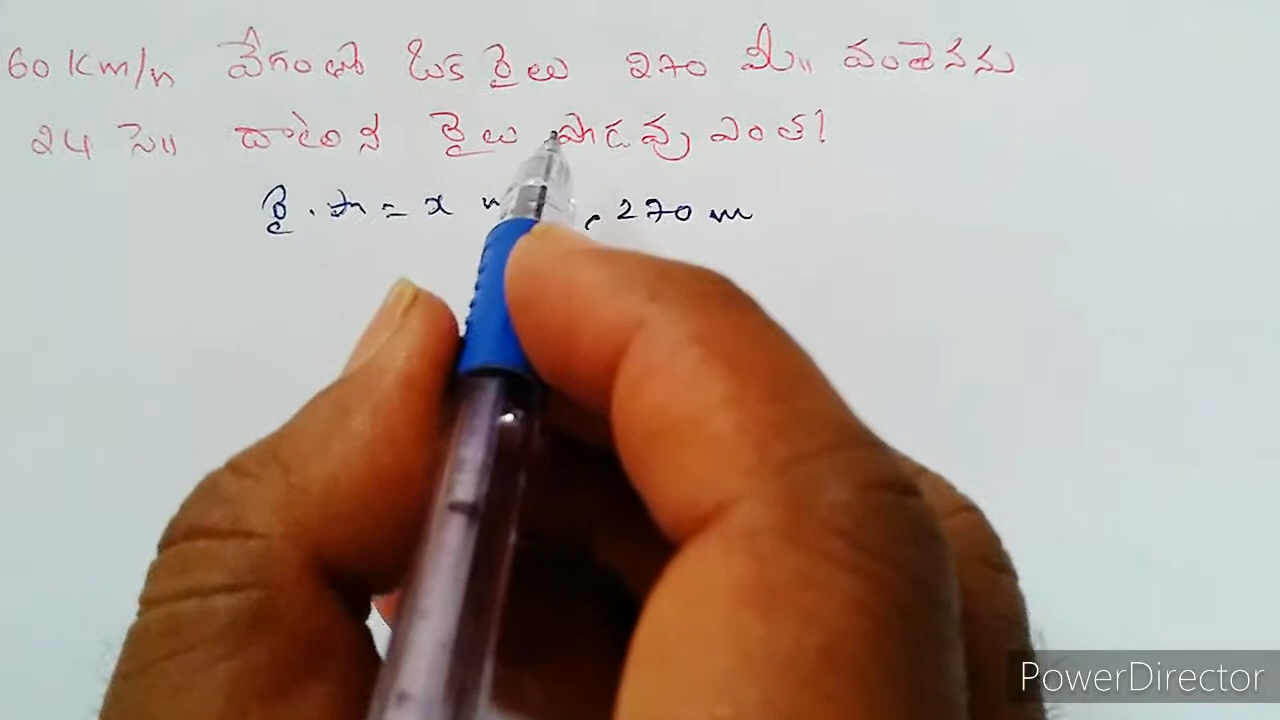 60 Km/h వేగంతో ఒక రైలు 270 మీ॥ వంతెనను
24 సె॥ దాటిన రైలు పొడవు ఎంత?
రై. పొ = x , 270 m
PowerDirector